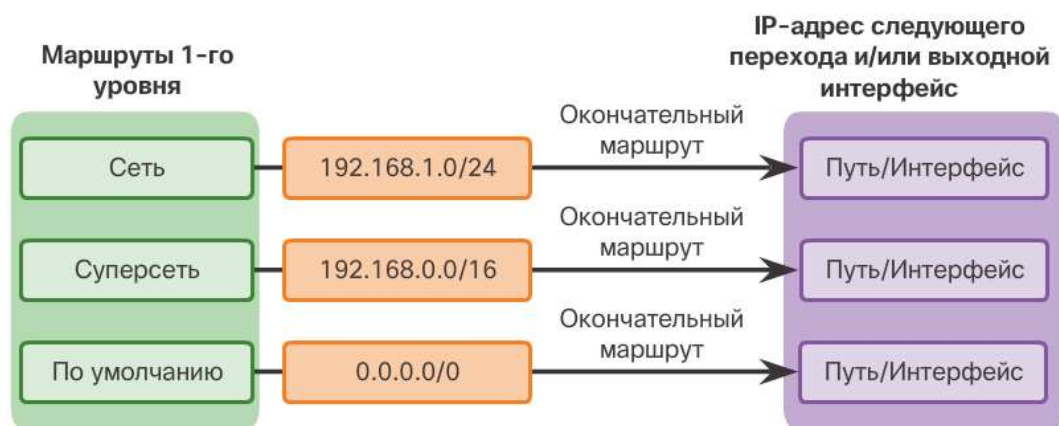 Маршруты 1-го
уровня
IP-адрес следующего
перехода и/или выходной
интерфейс
Сеть
192.168.1.0/24
Окончательный
маршрут
Путь/Интерфейс
Суперсеть
192.168.0.0/16
Окончательный
маршрут
Путь/Интерфейс
По умолчанию
0.0.0.0/0
Окончательный
маршрут
Путь/Интерфейс